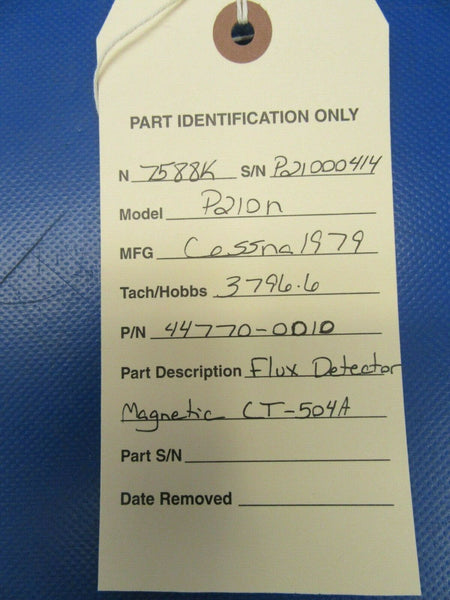 PART IDENTIFICATION ONLY
N 7588K S/N P21000414
Model P210n
MFG Cessna 1979
Tach/Hobbs 3796.6
P/N 44770-0010
Part Description Flux Detector
Magnetic CT-504A
Part S/N
Date Removed